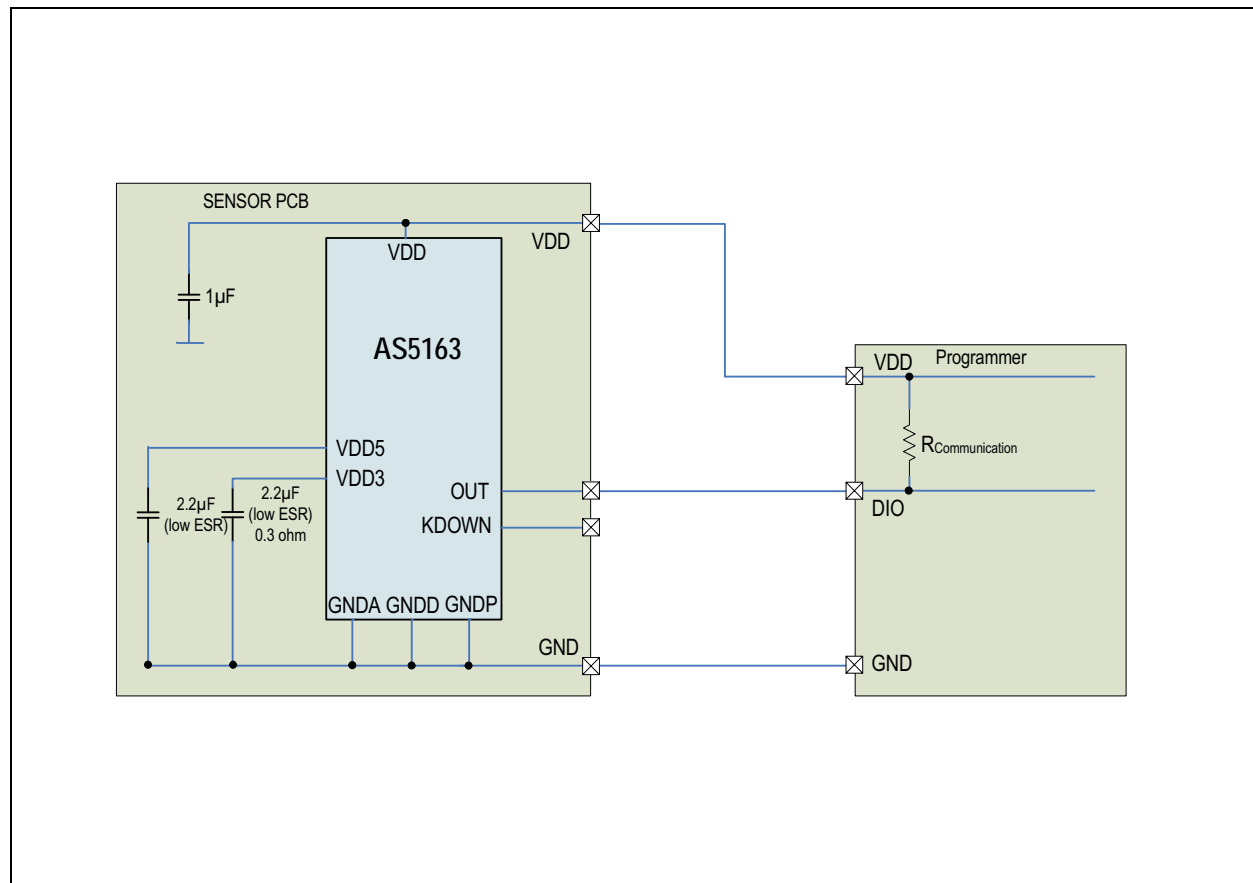 SENSOR PCB
VDD
VDD
1µF
AS5163
VDD
Programmer
RCommunication
VDD5
VDD3
2.2µF
(low ESR)
2.2µF
(low ESR)
0.3 ohm
OUT
KDOWN
DIO
GNDA GNDD GNDP
GND
GND